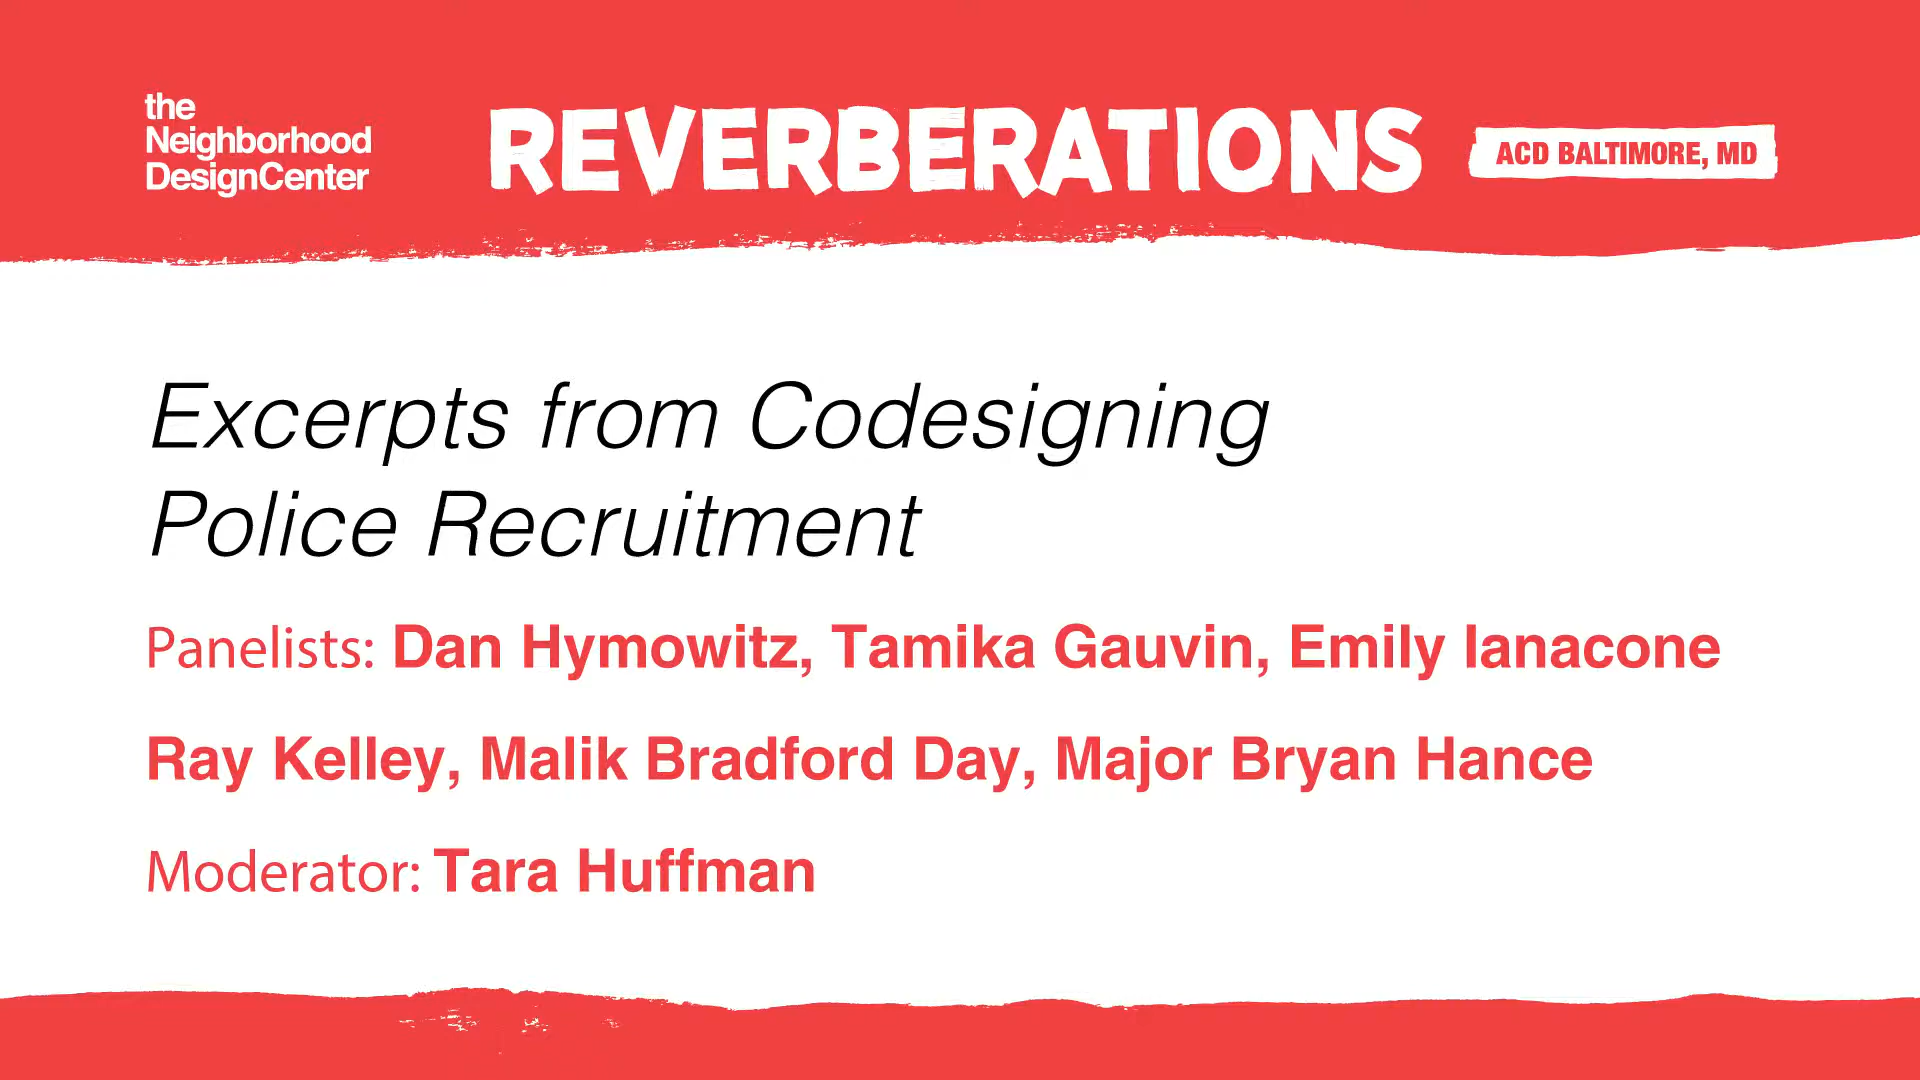 the
Neighborhood
DesignCenter
REVERBERATIONS
ACD BALTIMORE, MD
Excerpts from Codesigning
Police Recruitment
Panelists: Dan Hymowitz, Tamika Gauvin, Emily Ianacone
Ray Kelley, Malik Bradford Day, Major Bryan Hance
Moderator: Tara Huffman